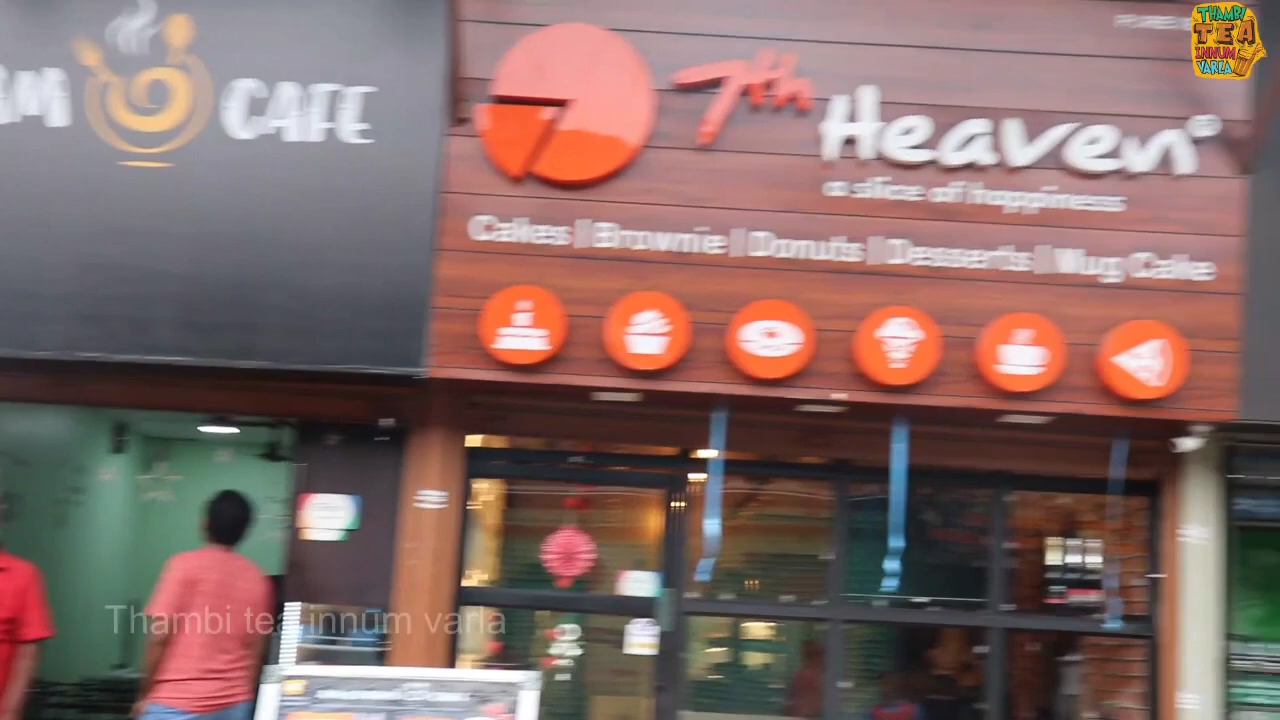 CAFE
7th
Heaven®
a slice of happiness
Cakes | Brownie | Donuts | Desserts | Mug Cake
THAMBI
TEA
INNUM
VARLA
Thambi tea innum varla